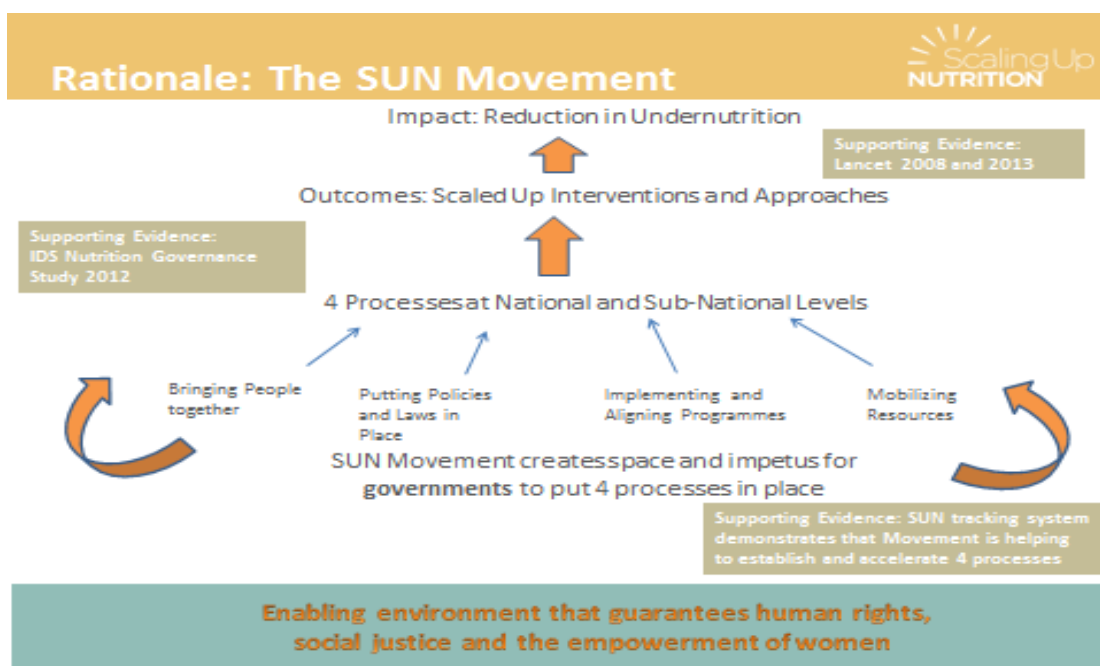 Rationale: The SUN Movement
Scaling Up
NUTRITION
Impact: Reduction in Undernutrition
Supporting Evidence:
Lancet 2008 and 2013
Outcomes: Scaled Up Interventions and Approaches
Supporting Evidence:
IDS Nutrition Governance
Study 2012
4 Processes at National and Sub-National Levels
Bringing People
together
Putting Policies
and Laws in
Place
Implementing and
Aligning Programmes
Mobilizing
Resources
SUN Movement creates space and impetus for
governments to put 4 processes in place
Supporting Evidence: SUN tracking system
demonstrates that Movement is helping
to establish and accelerate 4 processes
Enabling environment that guarantees human rights,
social justice and the empowerment of women